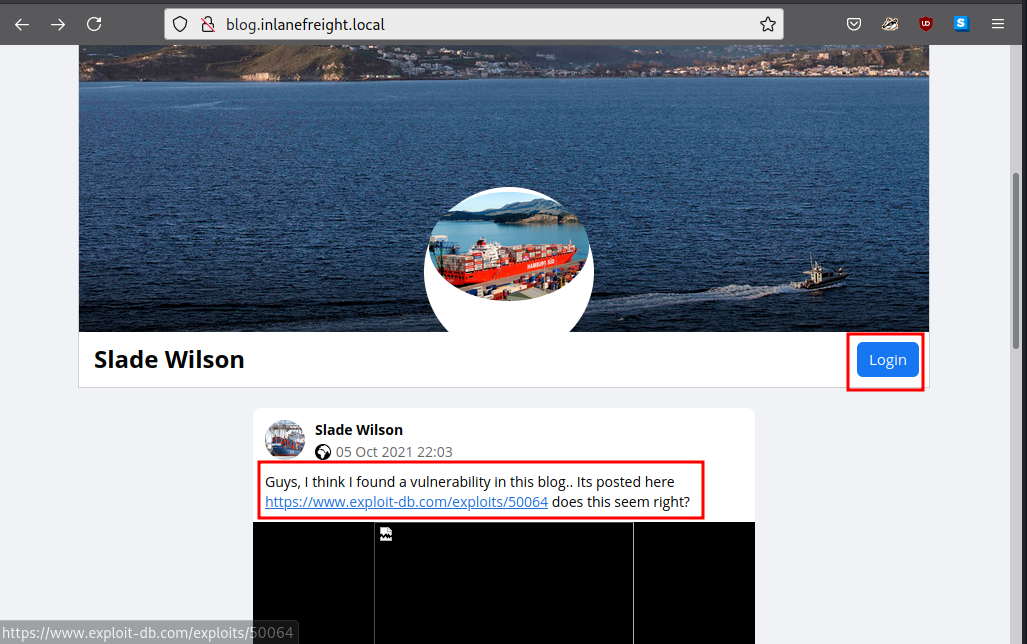 blog.inlanefreight.local
HAMBURG SÜD
Slade Wilson
Login
Slade Wilson
05 Oct 2021 22:03
Guys, I think I found a vulnerability in this blog.. Its posted here
https://www.exploit-db.com/exploits/50064 does this seem right?
https://www.exploit-db.com/exploits/50064